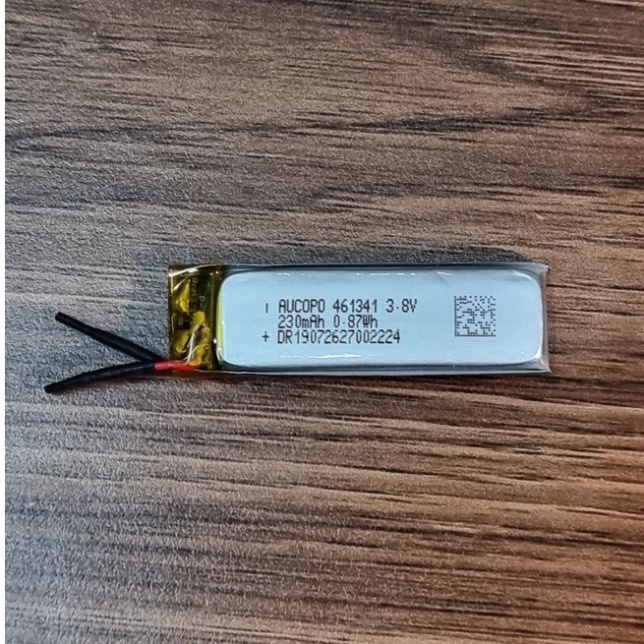 - AUCOPO 461341 3.8V
230mAh 0.87Wh
+ DR19072627002224